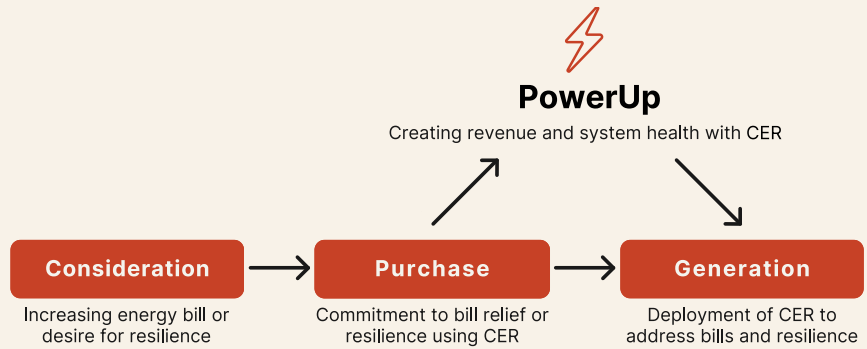 PowerUp
Creating revenue and system health with CER
Consideration
Increasing energy bill or
desire for resilience
Purchase
Commitment to bill relief or
resilience using CER
Generation
Deployment of CER to
address bills and resilience